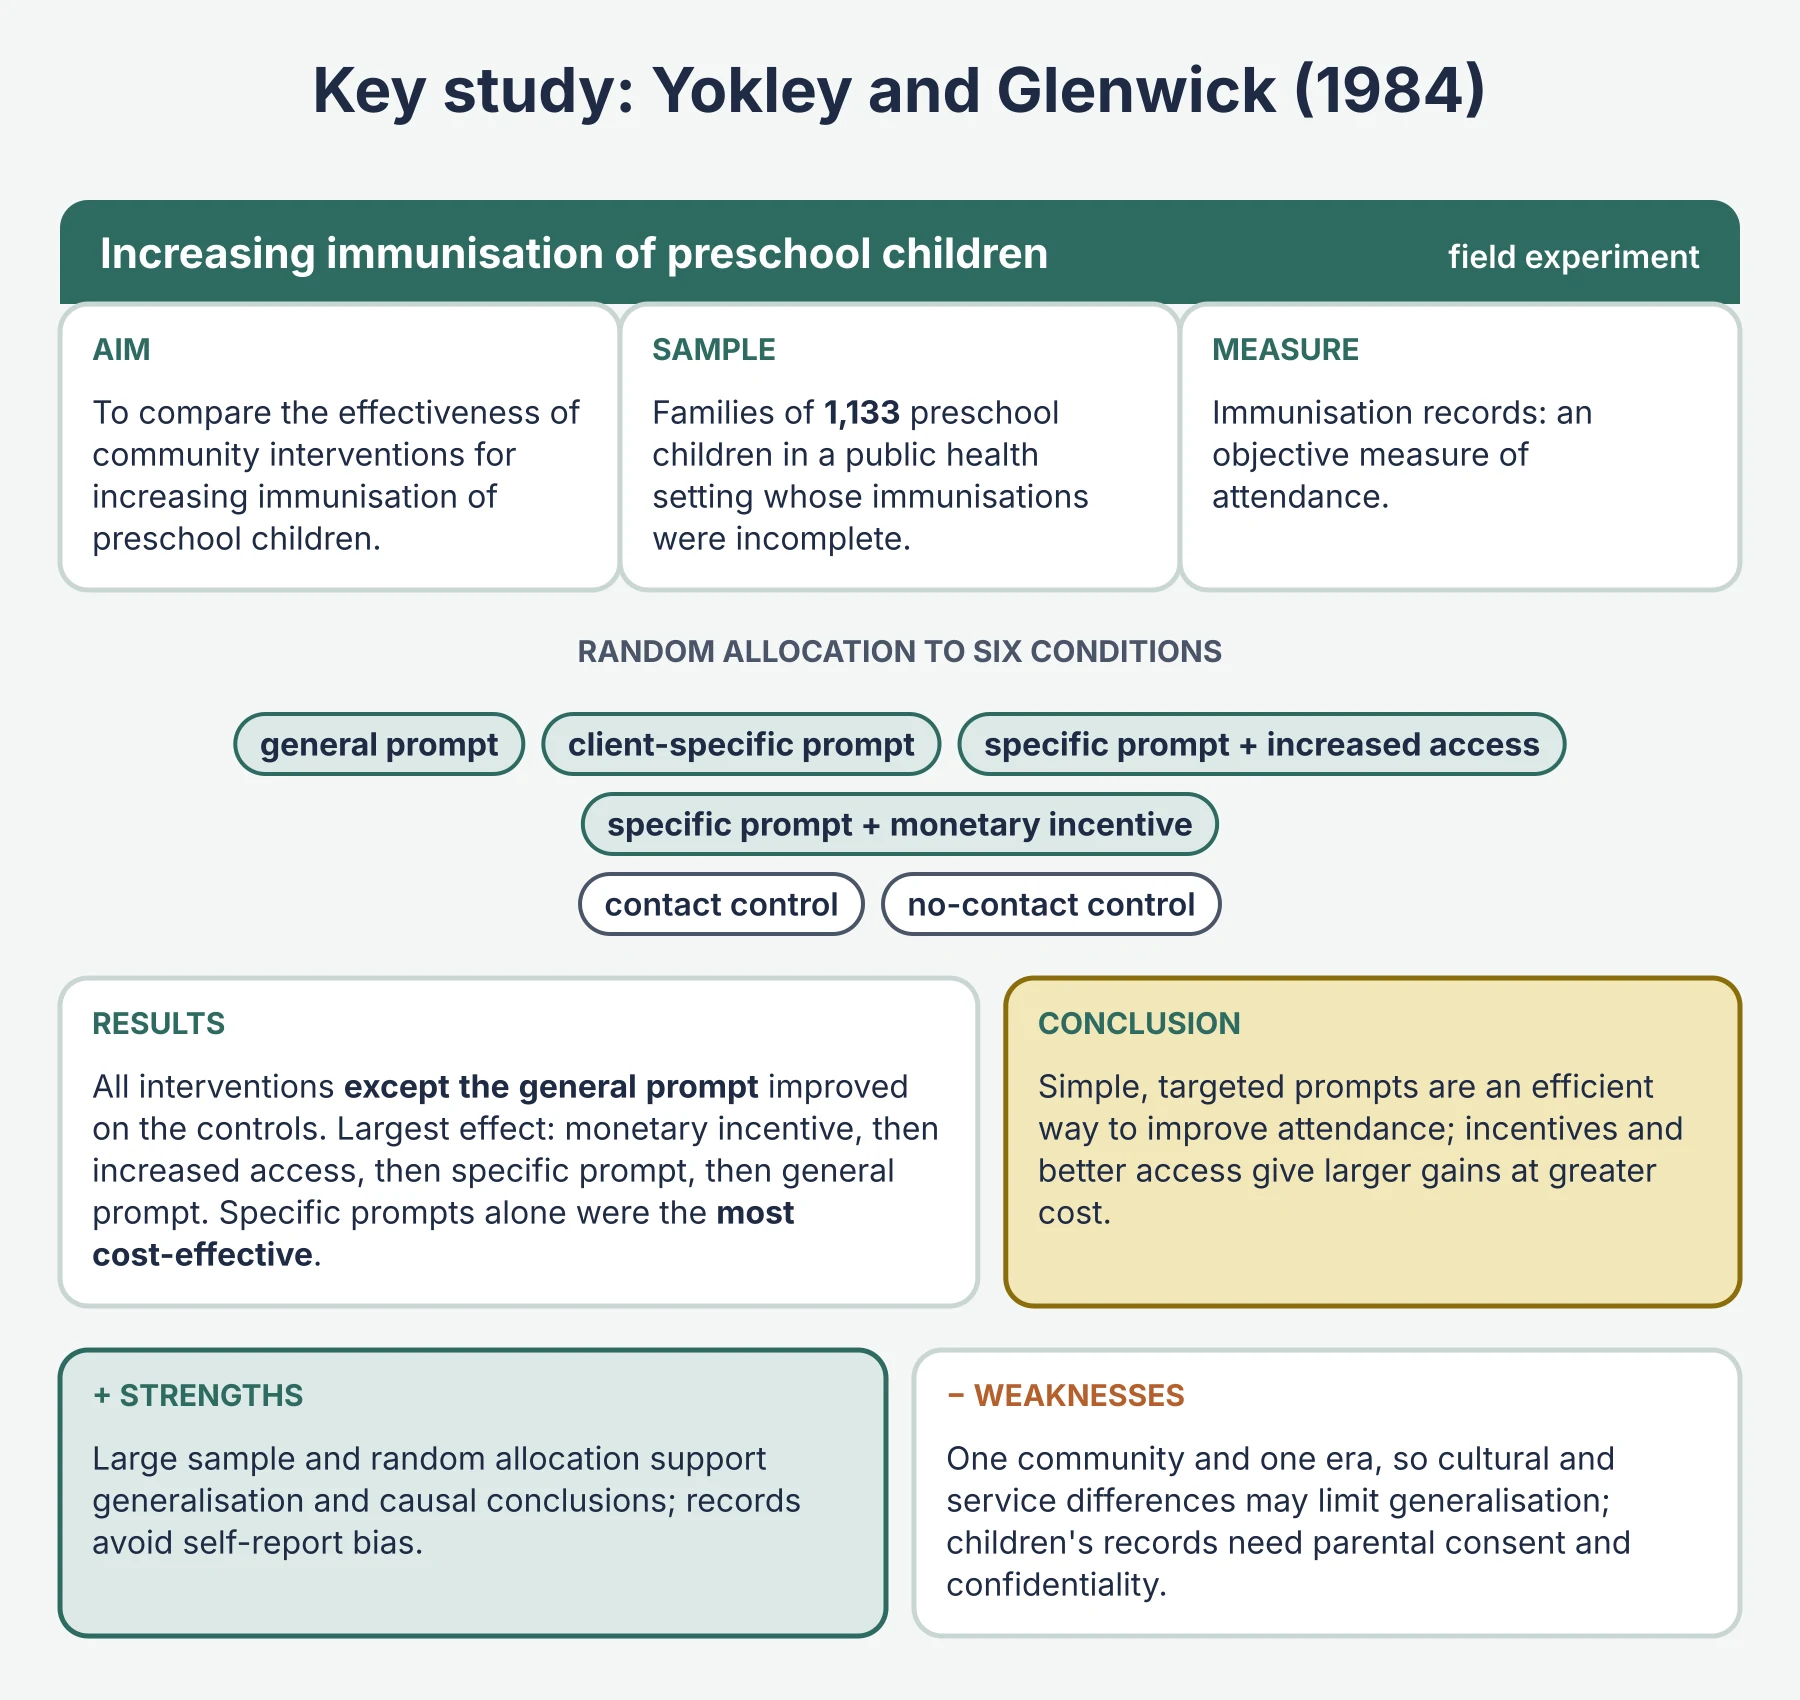 Key study: Yokley and Glenwick (1984)
Increasing immunisation of preschool children
field experiment
AIM
To compare the effectiveness of
community interventions for
increasing immunisation of
preschool children.
SAMPLE
Families of 1,133 preschool
children in a public health
setting whose immunisations
were incomplete.
MEASURE
Immunisation records: an
objective measure of
attendance.
RANDOM ALLOCATION TO SIX CONDITIONS
general prompt
client-specific prompt
specific prompt + increased access
specific prompt + monetary incentive
contact control
no-contact control
RESULTS
All interventions except the general prompt improved
on the controls. Largest effect: monetary incentive, then
increased access, then specific prompt, then general
prompt. Specific prompts alone were the most
cost-effective.
CONCLUSION
Simple, targeted prompts are an efficient
way to improve attendance; incentives and
better access give larger gains at greater
cost.
+ STRENGTHS
Large sample and random allocation support
generalisation and causal conclusions; records
avoid self-report bias.
− WEAKNESSES
One community and one era, so cultural and
service differences may limit generalisation;
children's records need parental consent and
confidentiality.